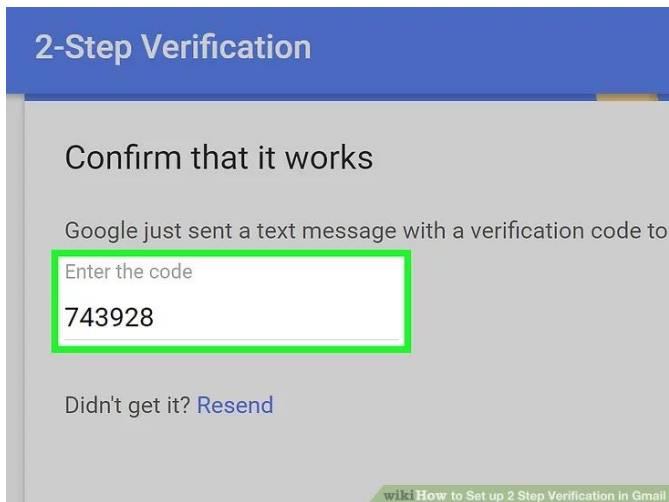 2-Step Verification
Confirm that it works
Google just sent a text message with a verification code to
Enter the code
743928
Didn't get it? Resend
wikiHow to Set up 2 Step Verification in Gmail